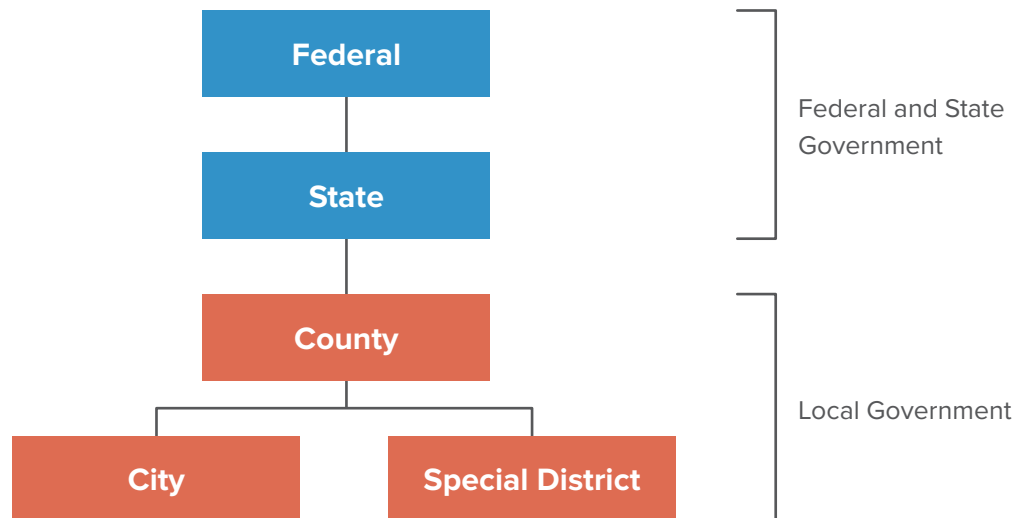 Federal
Federal and State
Government
State
County
Local Government
City
Special District